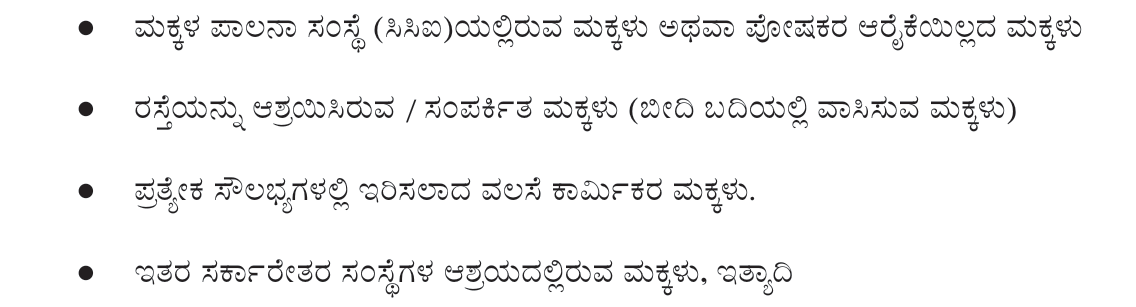 ● ಮಕ್ಕಳ ಪಾಲನಾ ಸಂಸ್ಥೆ (ಸಿಸಿಐ)ಯಲ್ಲಿರುವ ಮಕ್ಕಳು ಅಥವಾ ಪೋಷಕರ ಆರೈಕೆಯಿಲ್ಲದ ಮಕ್ಕಳು
● ರಸ್ತೆಯನ್ನು ಆಶ್ರಯಿಸಿರುವ / ಸಂಪರ್ಕಿತ ಮಕ್ಕಳು (ಬೀದಿ ಬದಿಯಲ್ಲಿ ವಾಸಿಸುವ ಮಕ್ಕಳು)
● ಪ್ರತ್ಯೇಕ ಸೌಲಭ್ಯಗಳಲ್ಲಿ ಇರಿಸಲಾದ ವಲಸೆ ಕಾರ್ಮಿಕರ ಮಕ್ಕಳು.
● ಇತರ ಸರ್ಕಾರೇತರ ಸಂಸ್ಥೆಗಳ ಆಶ್ರಯದಲ್ಲಿರುವ ಮಕ್ಕಳು, ಇತ್ಯಾದಿ